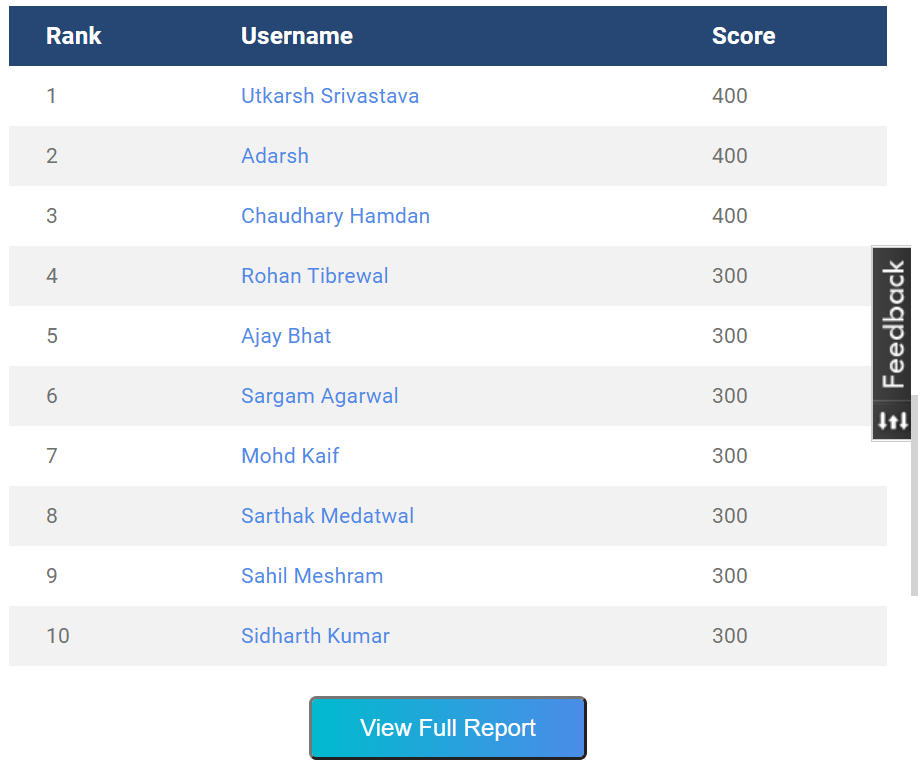 Rank Username Score
1 Utkarsh Srivastava 400
2 Adarsh 400
3 Chaudhary Hamdan 400
4 Rohan Tibrewal 300
5 Ajay Bhat 300
6 Sargam Agarwal 300
7 Mohd Kaif 300
8 Sarthak Medatwal 300
9 Sahil Meshram 300
10 Sidharth Kumar 300
Feedback
View Full Report